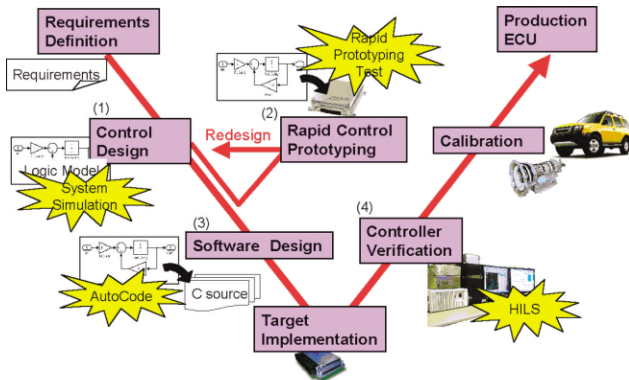 Requirements
Definition
Production
ECU
Rapid
Prototyping
Test
Requirements
(1)
Control
Design
(2)
Redesign
Rapid Control
Prototyping
Calibration
Logic Model
System
Simulation
(3)
Software Design
(4)
Controller
Verification
AutoCode
C source
HILS
Target
Implementation